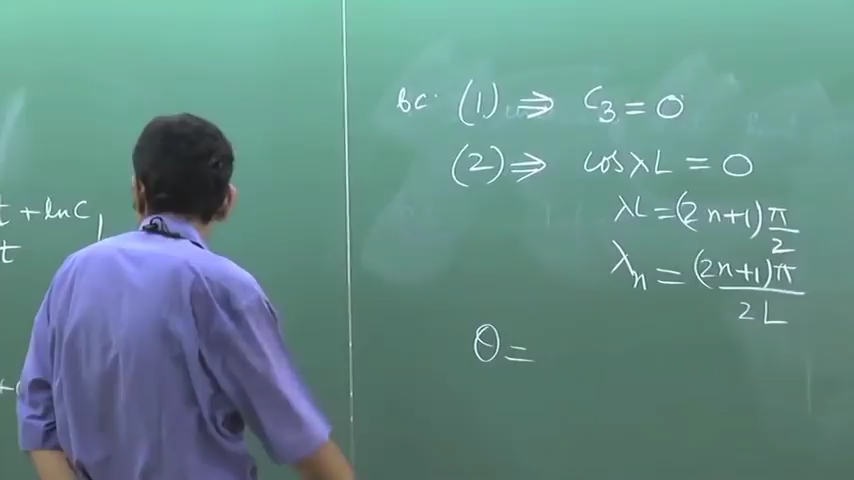 t + ln C
t
BC: (1) ⇒ C₃ = 0
(2) ⇒ cos λL = 0
λL = (2n+1) π/2
λₙ = (2n+1)π / 2L
θ =